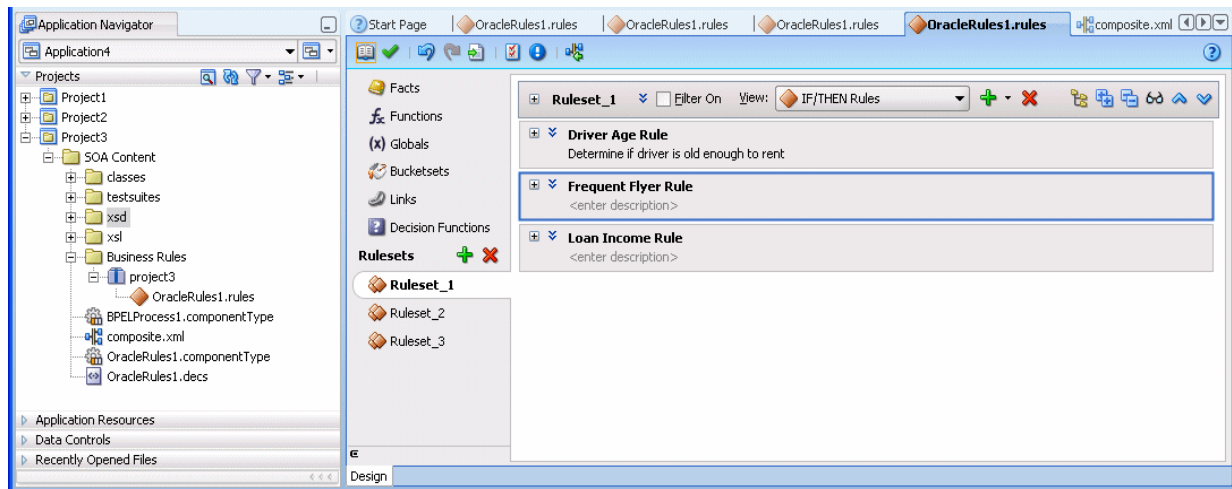 Application Navigator
Start Page
OracleRules1.rules
OracleRules1.rules
OracleRules1.rules
OracleRules1.rules
composite.xml
Application4
Projects
Project1
Project2
Project3
SOA Content
classes
testsuites
xsd
xsl
Business Rules
project3
OracleRules1.rules
BPELProcess1.componentType
composite.xml
OracleRules1.componentType
OracleRules1.decs
Application Resources
Data Controls
Recently Opened Files
Facts
Functions
(x) Globals
Bucketsets
Links
Decision Functions
Rulesets
Ruleset_1
Ruleset_2
Ruleset_3
Ruleset_1 Filter On View: IF/THEN Rules
Driver Age Rule
Determine if driver is old enough to rent
Frequent Flyer Rule
<enter description>
Loan Income Rule
<enter description>
Design